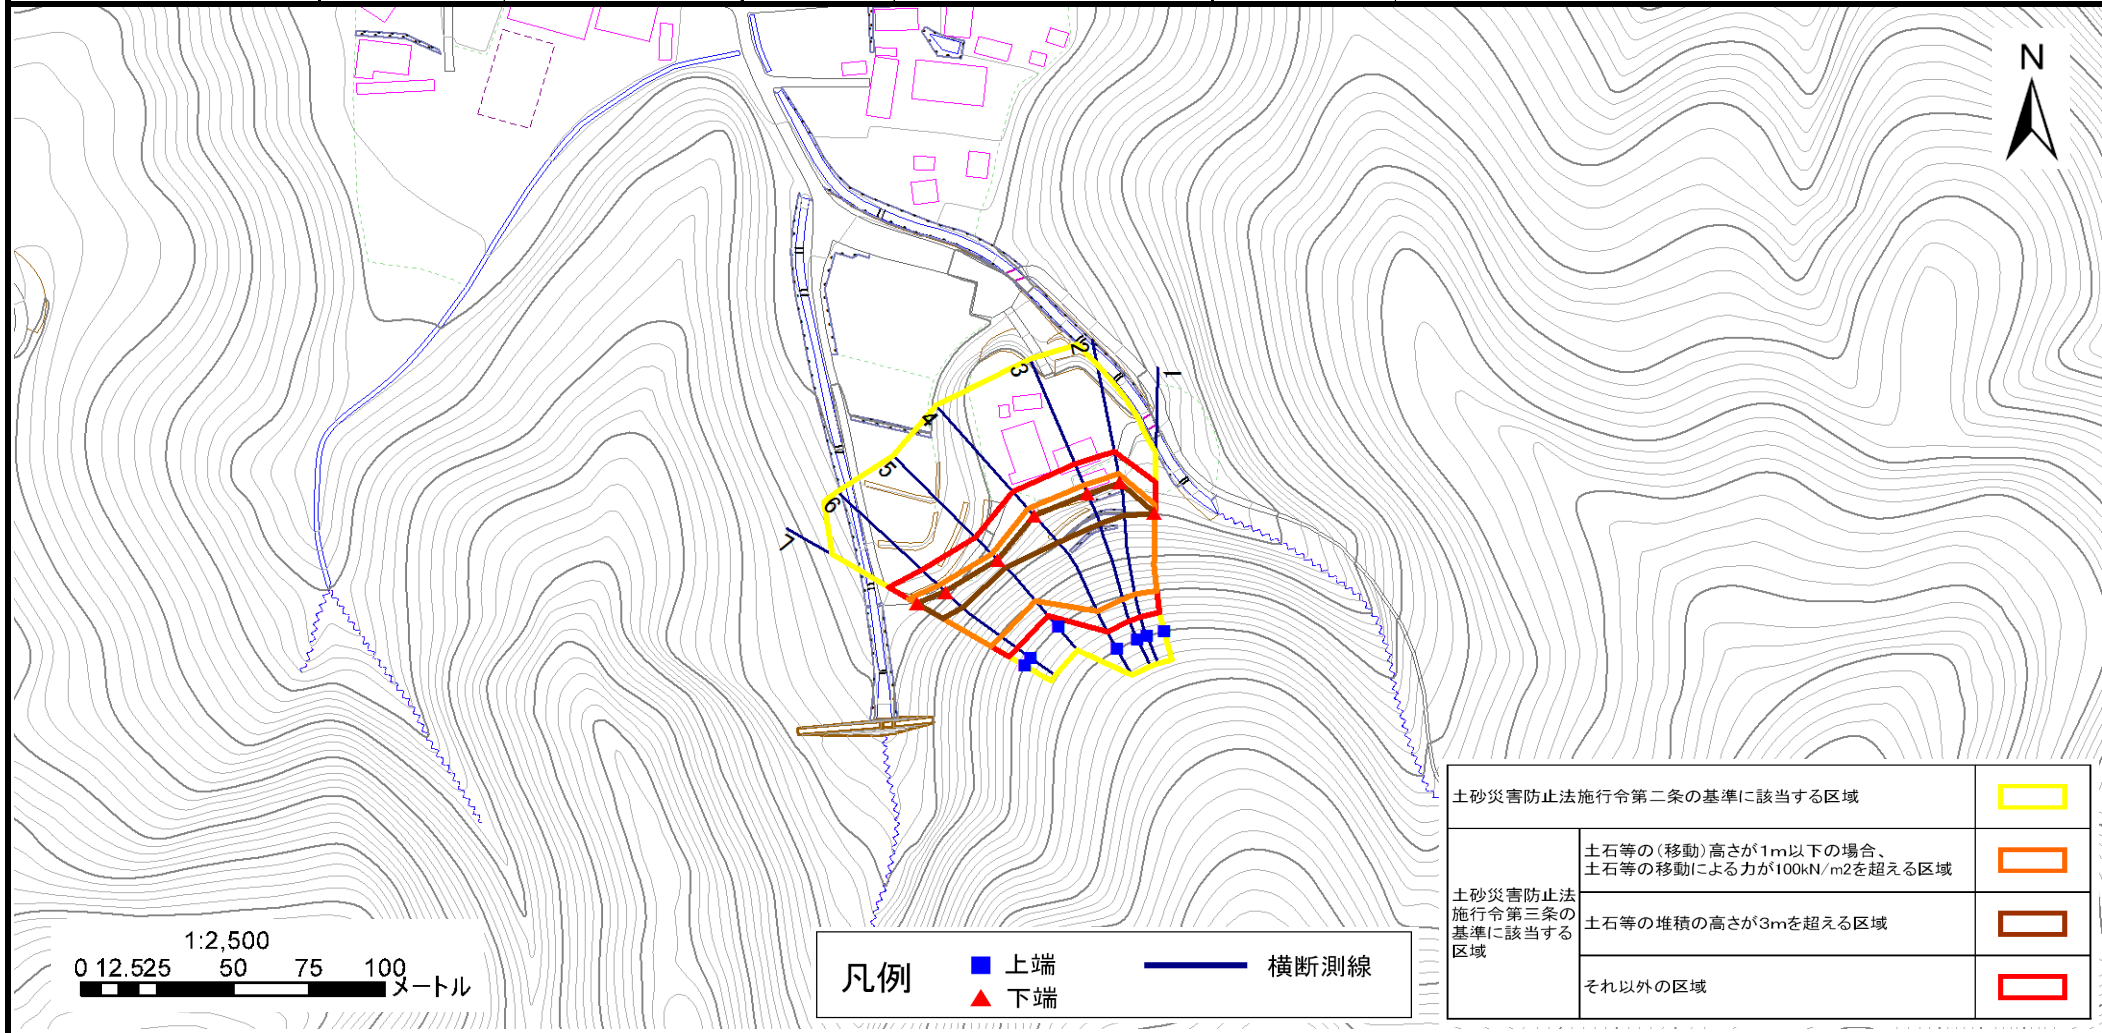 N
1
2
3
4
5
6
7
1:2,500
0 12.525 50 75 100
メートル
凡例
上端
下端
横断測線
土砂災害防止法施行令第二条の基準に該当する区域
土砂災害防止法
施行令第三条の
基準に該当する
区域
土石等の(移動)高さが1m以下の場合、
土石等の移動による力が100kN/m2を超える区域
土石等の堆積の高さが3mを超える区域
それ以外の区域